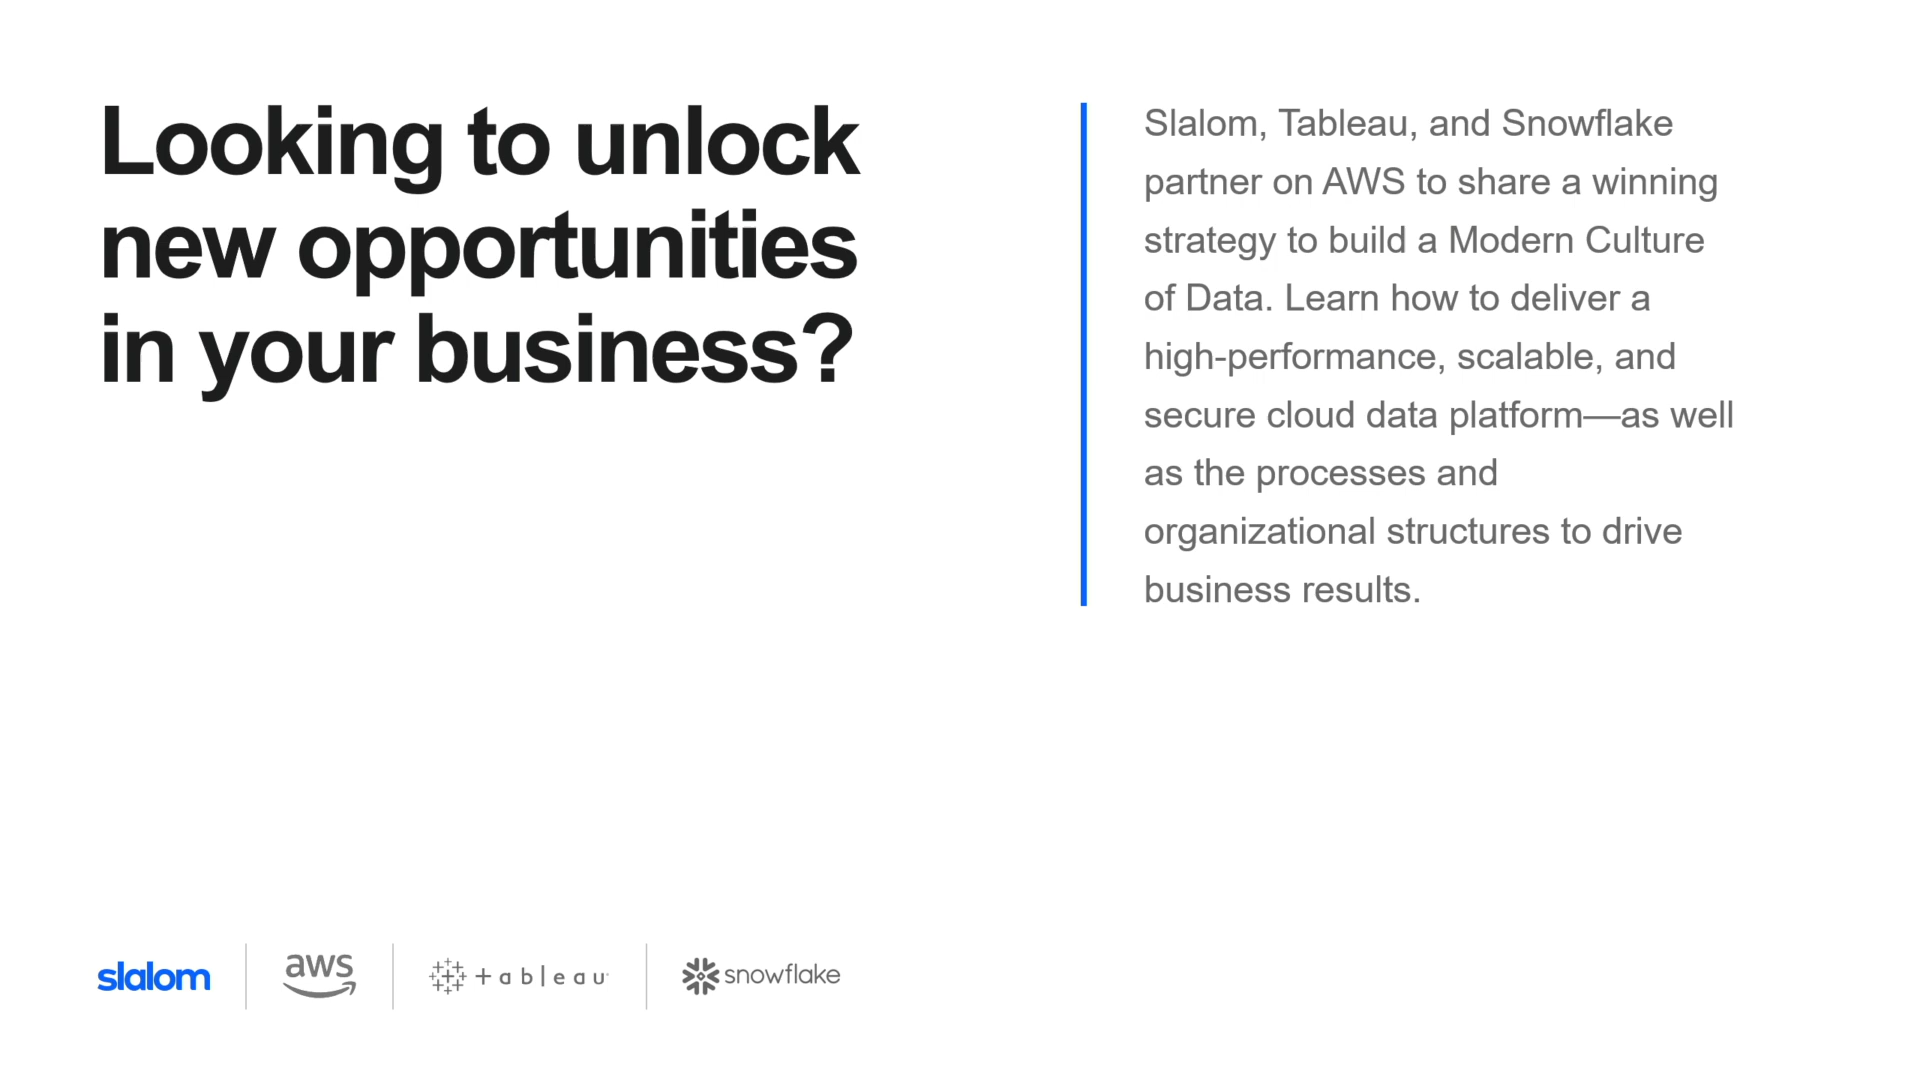 Looking to unlock
new opportunities
in your business?
Slalom, Tableau, and Snowflake
partner on AWS to share a winning
strategy to build a Modern Culture
of Data. Learn how to deliver a
high-performance, scalable, and
secure cloud data platform—as well
as the processes and
organizational structures to drive
business results.
slalom
aws
tableau
snowflake